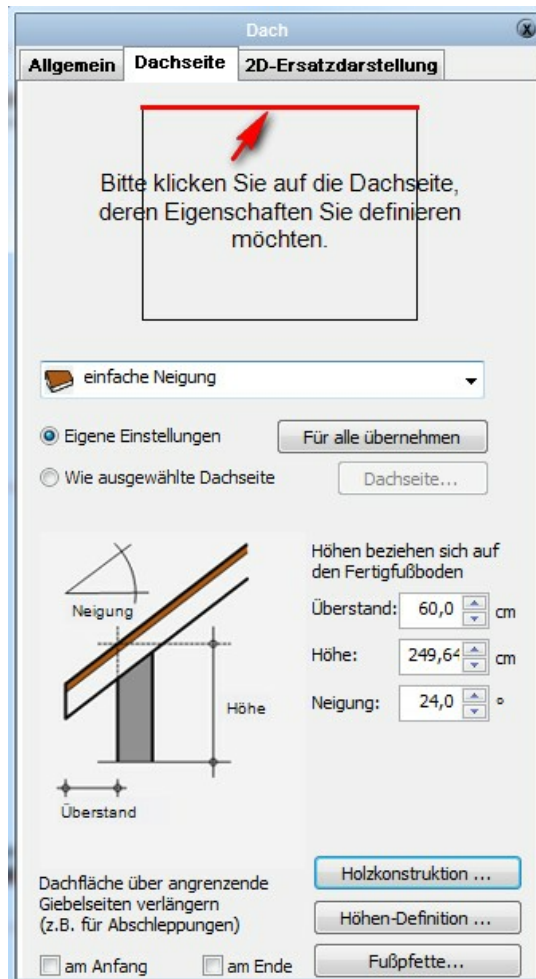 Dach
Allgemein
Dachseite
2D-Ersatzdarstellung
Bitte klicken Sie auf die Dachseite,
deren Eigenschaften Sie definieren
möchten.
einfache Neigung
Eigene Einstellungen
Für alle übernehmen
Wie ausgewählte Dachseite
Dachseite...
Neigung
Höhe
Überstand
Höhen beziehen sich auf
den Fertigfußboden
Überstand: 60,0 cm
Höhe: 249,64 cm
Neigung: 24,0 °
Dachfläche über angrenzende
Giebelseiten verlängern
(z.B. für Abschleppungen)
am Anfang
am Ende
Holzkonstruktion ...
Höhen-Definition ...
Fußpfette...